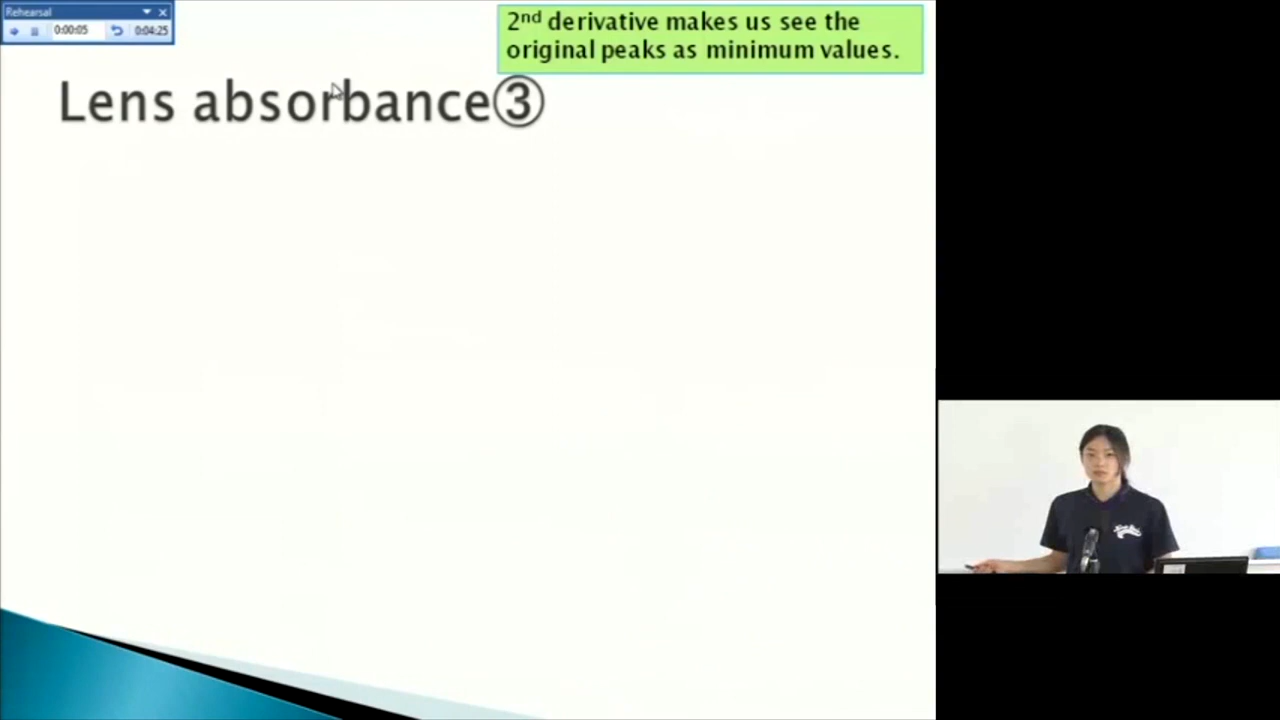 Rehearsal
0:00:05
0:04:25
2nd derivative makes us see the
original peaks as minimum values.
Lens absorbance③